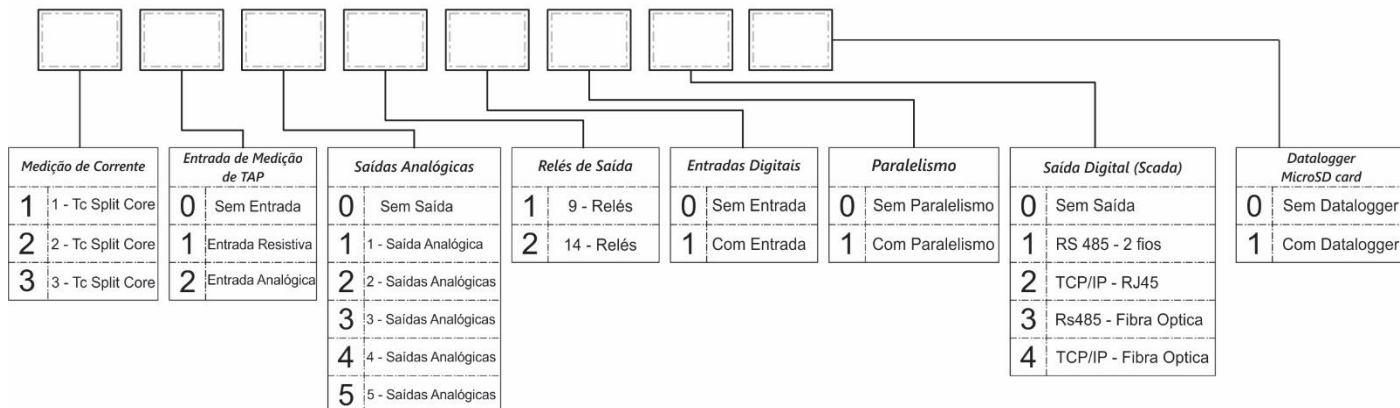 Medição de Corrente
1 1 - Tc Split Core
2 2 - Tc Split Core
3 3 - Tc Split Core
Entrada de Medição
de TAP
0 Sem Entrada
1 Entrada Resistiva
2 Entrada Analógica
Saídas Analógicas
0 Sem Saída
1 1 - Saída Analógica
2 2 - Saídas Analógicas
3 3 - Saídas Analógicas
4 4 - Saídas Analógicas
5 5 - Saídas Analógicas
Relés de Saída
1 9 - Relés
2 14 - Relés
Entradas Digitais
0 Sem Entrada
1 Com Entrada
Paralelismo
0 Sem Paralelismo
1 Com Paralelismo
Saída Digital (Scada)
0 Sem Saída
1 RS 485 - 2 fios
2 TCP/IP - RJ45
3 Rs485 - Fibra Optica
4 TCP/IP - Fibra Optica
Datalogger
MicroSD card
0 Sem Datalogger
1 Com Datalogger